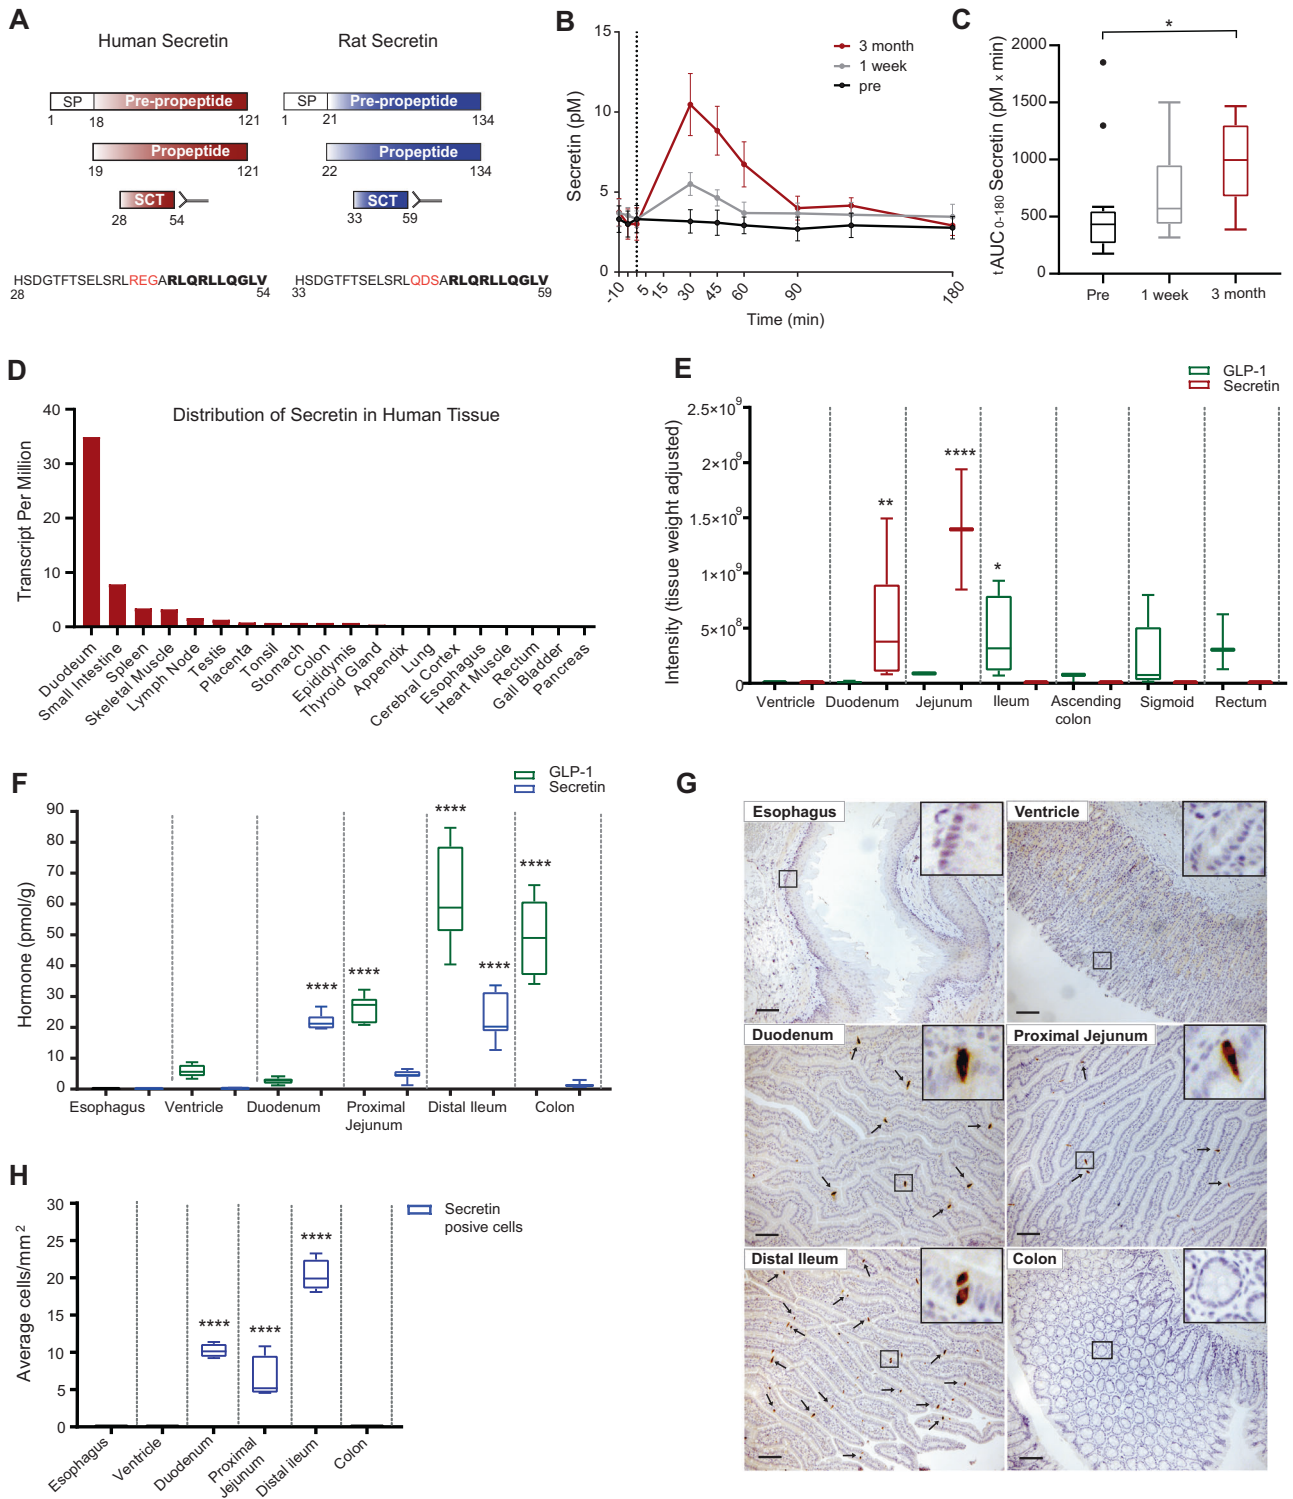 A
Human Secretin
Rat Secretin
SP Pre-propeptide
1 18 121
SP Pre-propeptide
1 21 134
Propeptide
19 121
Propeptide
22 134
SCT
28 54
SCT
33 59
HSDGTFTSELSRLREGARLQRLLQGLV
28 54
HSDGTFTSELSRLQDSARLQRLLQGLV
33 59
B
Secretin (pM)
15
10
5
0
3 month
1 week
pre
-10 5 15 30 45 60 90 180
Time (min)
C
tAUC 0-180 Secretin (pM x min)
2000
1500
1000
500
0
*
Pre 1 week 3 month
D
Distribution of Secretin in Human Tissue
Transcript Per Million
40
30
20
10
0
Duodeum
Small Intestine
Spleen
Skeletal Muscle
Lymph Node
Testis
Placenta
Tonsil
Stomach
Colon
Epididymis
Thyroid Gland
Appendix
Lung
Cerebral Cortex
Esophagus
Heart Muscle
Rectum
Gall Bladder
Pancreas
E
GLP-1
Secretin
Intensity (tissue weight adjusted)
2.5×10⁹
2×10⁹
1.5×10⁹
1×10⁹
5×10⁸
0
** **** *
Ventricle Duodenum Jejunum Ileum Ascending colon Sigmoid Rectum
F
GLP-1
Secretin
Hormone (pmol/g)
90
80
70
60
50
40
30
20
10
0
**** **** **** **** ****
Esophagus Ventricle Duodenum Proximal Jejunum Distal Ileum Colon
G
Esophagus
Ventricle
Duodenum
Proximal Jejunum
Distal Ileum
Colon
H
Average cells/mm²
30
25
20
15
10
5
0
**** **** ****
Secretin
posive cells
Esophagus
Ventricle
Duodenum
Proximal
Jejunum
Distal ileum
Colon